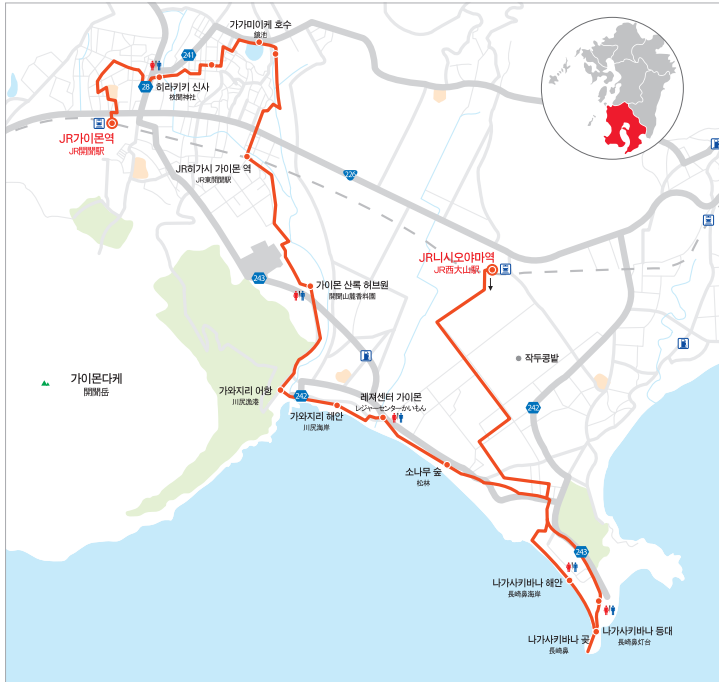 가가미이케 호수
鏡池
241
히라키키 신사
枚聞神社
28
JR가이몬역
JR開聞駅
JR히가시 가이몬 역
JR東開聞駅
226
JR니시오야마역
JR西大山駅
243
가이몬 산록 허브원
開聞山麓香料園
작두콩밭
가이몬다케
開聞岳
가와지리 어항
川尻漁港
242
레져센터 가이몬
レジャーセンターかいもん
242
가와지리 해안
川尻海岸
소나무 숲
松林
243
나가사키바나 해안
長崎鼻海岸
나가사키바나 등대
長崎鼻灯台
나가사키바나 곶
長崎鼻